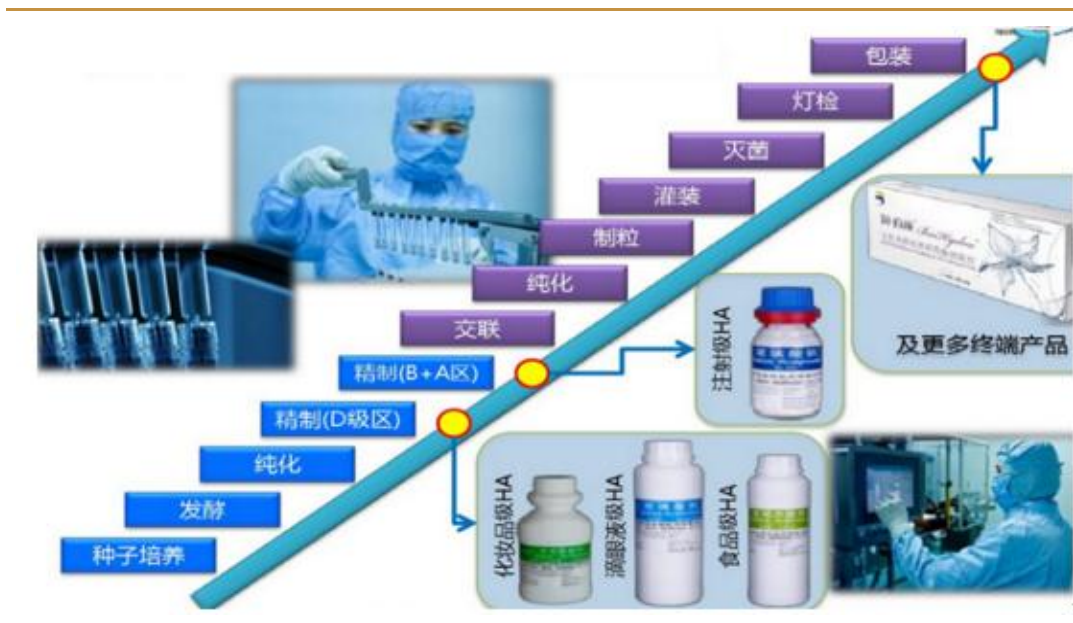 包装
灯检
灭菌
灌装
制粒
纯化
交联
精制(B+A区)
精制(D级区)
纯化
发酵
种子培养
注射级HA
及更多终端产品
化妆品级HA
滴眼液级HA
食品级HA